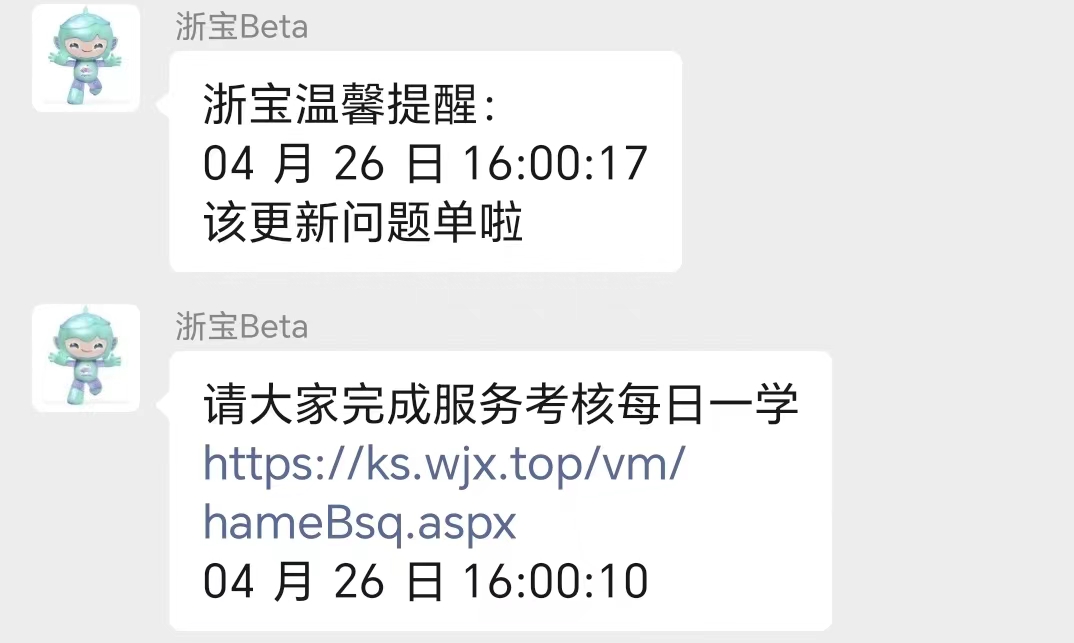 浙宝Beta
浙宝温馨提醒：
04 月 26 日 16:00:17
该更新问题单啦
浙宝Beta
请大家完成服务考核每日一学
https://ks.wjx.top/vm/
hameBsq.aspx
04 月 26 日 16:00:10